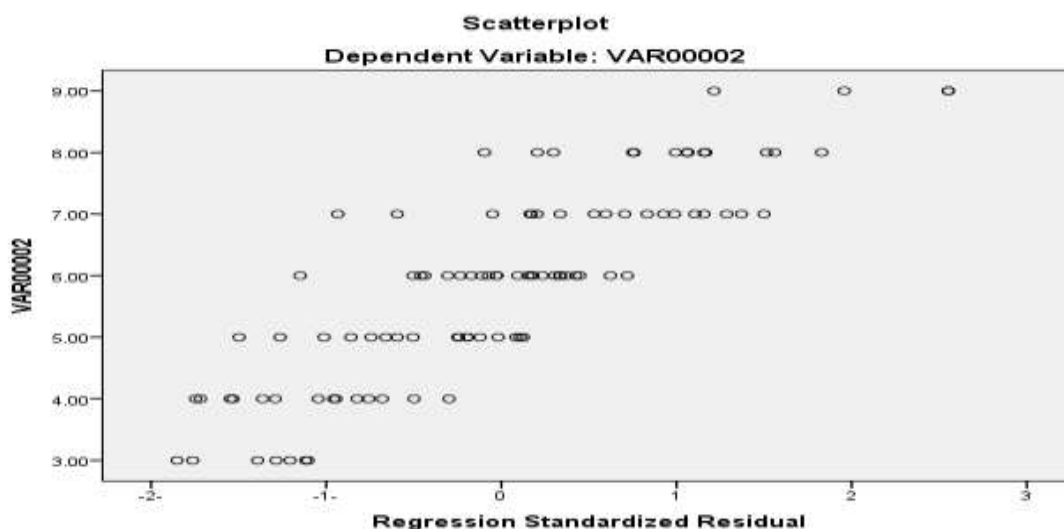 Scatterplot
Dependent Variable: VAR00002
VAR00002
9.00
8.00
7.00
6.00
5.00
4.00
3.00
-2- -1- 0 1 2 3
Regression Standardized Residual